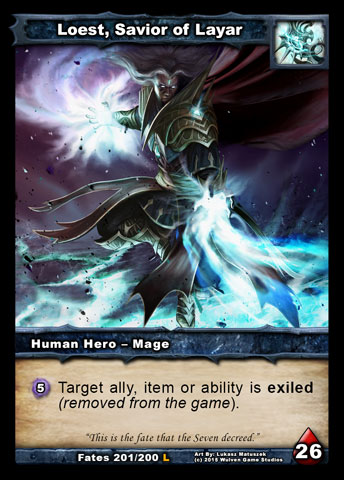 Loest, Savior of Layar
Human Hero – Mage
5 Target ally, item or ability is exiled
(removed from the game).
"This is the fate that the Seven decreed."
Fates 201/200 L
Art By: Lukasz Matuszek
(c) 2015 Wulven Game Studios
26